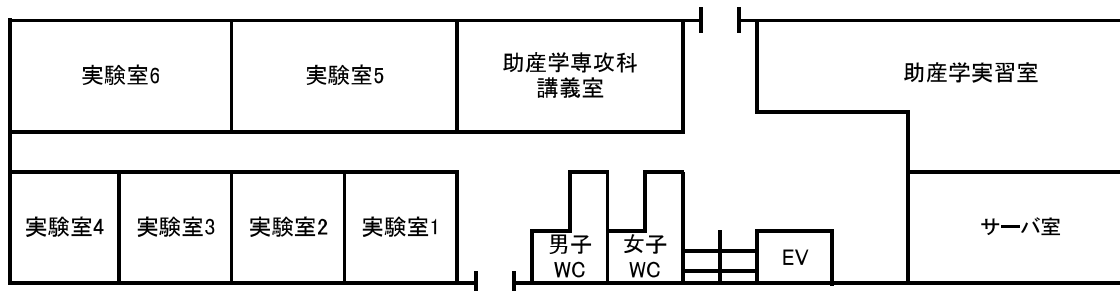 実験室6
実験室5
助産学専攻科
講義室
助産学実習室
実験室4
実験室3
実験室2
実験室1
男子
WC
女子
WC
EV
サーバ室